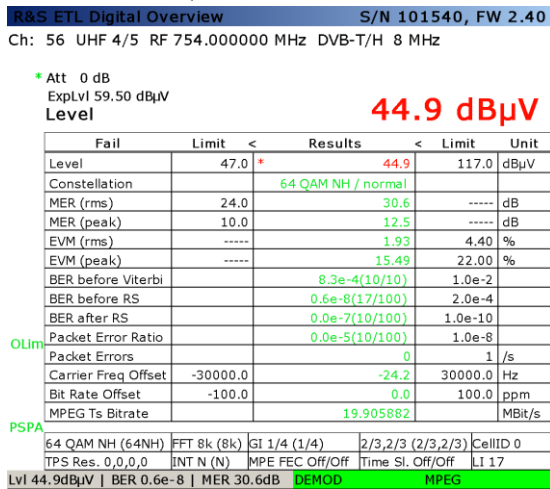 R&S ETL Digital Overview S/N 101540, FW 2.40
Ch: 56 UHF 4/5 RF 754.000000 MHz DVB-T/H 8 MHz
* Att 0 dB
ExpLvl 59.50 dBµV
Level 44.9 dBµV
Fail Limit < Results < Limit Unit
Level 47.0 * 44.9 117.0 dBµV
Constellation 64 QAM NH / normal
MER (rms) 24.0 30.6 ----- dB
MER (peak) 10.0 12.5 ----- dB
EVM (rms) ----- 1.93 4.40 %
EVM (peak) ----- 15.49 22.00 %
BER before Viterbi 8.3e-4(10/10) 1.0e-2
BER before RS 0.6e-8(17/100) 2.0e-4
BER after RS 0.0e-7(10/100) 1.0e-10
OLim Packet Error Ratio 0.0e-5(10/100) 1.0e-8
Packet Errors 0 1 /s
Carrier Freq Offset -30000.0 -24.2 30000.0 Hz
Bit Rate Offset -100.0 0.0 100.0 ppm
MPEG Ts Bitrate 19.905882 MBit/s
PSPA
64 QAM NH (64NH) FFT 8k (8k) GI 1/4 (1/4) 2/3,2/3 (2/3,2/3) CellID 0
TPS Res. 0,0,0,0 INT N (N) MPE FEC Off/Off Time Sl. Off/Off LI 17
Lvl 44.9dBµV | BER 0.6e-8 | MER 30.6dB DEMOD MPEG